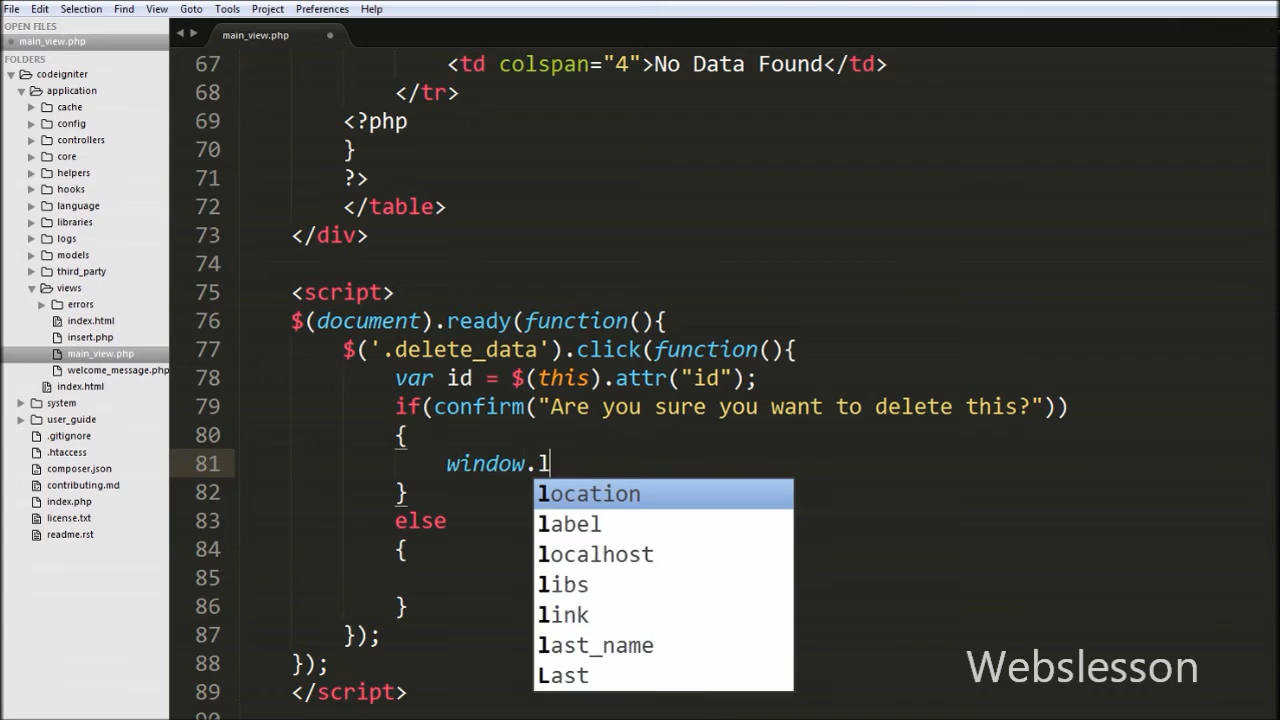 File Edit Selection Find View Goto Tools Project Preferences Help
OPEN FILES
main_view.php
FOLDERS
codeigniter
application
cache
config
controllers
core
helpers
hooks
language
libraries
logs
models
third_party
views
errors
index.html
insert.php
main_view.php
welcome_message.php
index.html
system
user_guide
.gitignore
.htaccess
composer.json
contributing.md
index.php
license.txt
readme.rst
main_view.php
67 <td colspan="4">No Data Found</td>
68 </tr>
69 <?php
70 }
71 ?>
72 </table>
73 </div>
74
75 <script>
76 $(document).ready(function(){
77 $('.delete_data').click(function(){
78 var id = $(this).attr("id");
79 if(confirm("Are you sure you want to delete this?"))
80 {
81 window.l
82 }
83 else
84 {
85
86 }
87 });
88 });
89 </script>
location
label
localhost
libs
link
last_name
Last
Webslesson